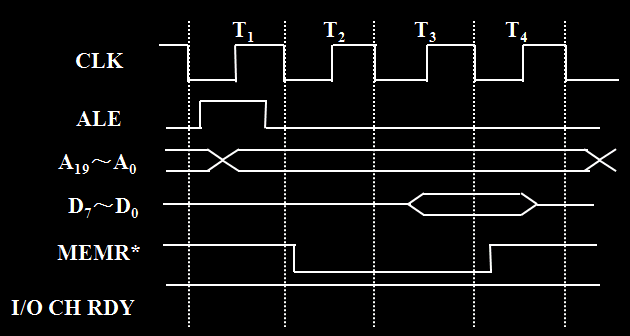 T₁ T₂ T₃ T₄
CLK
ALE
A₁₉～A₀
D₇～D₀
MEMR*
I/O CH RDY